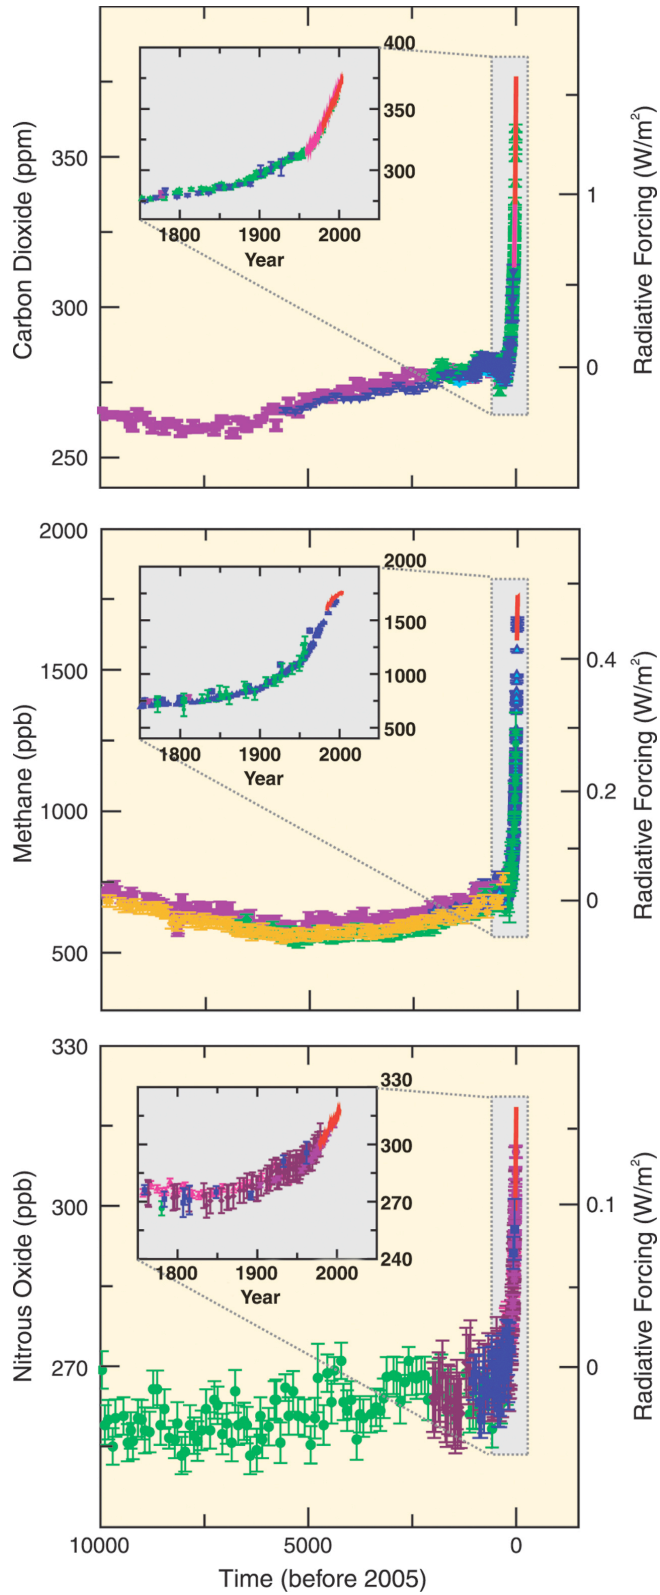 Carbon Dioxide (ppm)
350
300
250
400
350
300
1800 1900 2000
Year
1
0
Radiative Forcing (W/m²)
Methane (ppb)
2000
1500
1000
500
2000
1500
1000
500
1800 1900 2000
Year
0.4
0.2
0
Radiative Forcing (W/m²)
Nitrous Oxide (ppb)
330
300
270
330
300
270
240
1800 1900 2000
Year
0.1
0
Radiative Forcing (W/m²)
10000 5000 0
Time (before 2005)